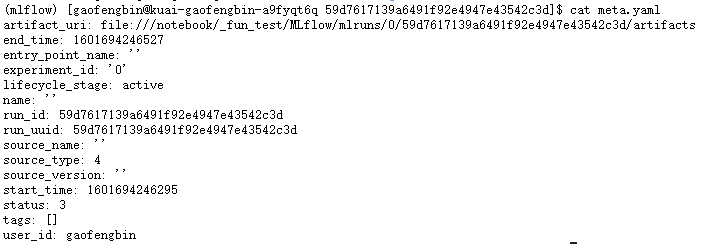 (mlflow) [gaofengbin@kuai-gaofengbin-a9fyqt6q 59d7617139a6491f92e4947e43542c3d]$ cat meta.yaml
artifact_uri: file:///notebook/_fun_test/MLflow/mlruns/0/59d7617139a6491f92e4947e43542c3d/artifacts
end_time: 1601694246527
entry_point_name: ''
experiment_id: '0'
lifecycle_stage: active
name: ''
run_id: 59d7617139a6491f92e4947e43542c3d
run_uuid: 59d7617139a6491f92e4947e43542c3d
source_name: ''
source_type: 4
source_version: ''
start_time: 1601694246295
status: 3
tags: []
user_id: gaofengbin